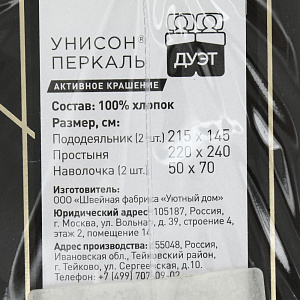 УНИСОН®
ПЕРКАЛЬ
ДУЭТ
АКТИВНОЕ КРАШЕНИЕ
Состав: 100% хлопок
Размер, см:
Пододеяльник (2 шт.) 215 x 145
Простыня 220 x 240
Наволочка (2 шт.) 50 x 70
Изготовитель:
ООО «Швейная фабрика «Уютный дом»
Юридический адрес: 105187, Россия,
г. Москва, ул. Вольная, д. 39, строение 4,
этаж 2, помещение 14
Адрес производства: 155048, Россия,
Ивановская обл., Тейковский район,
г. Тейково, ул. Сергеевская, д.10.
Телефон: +7 (499) 707-09-02